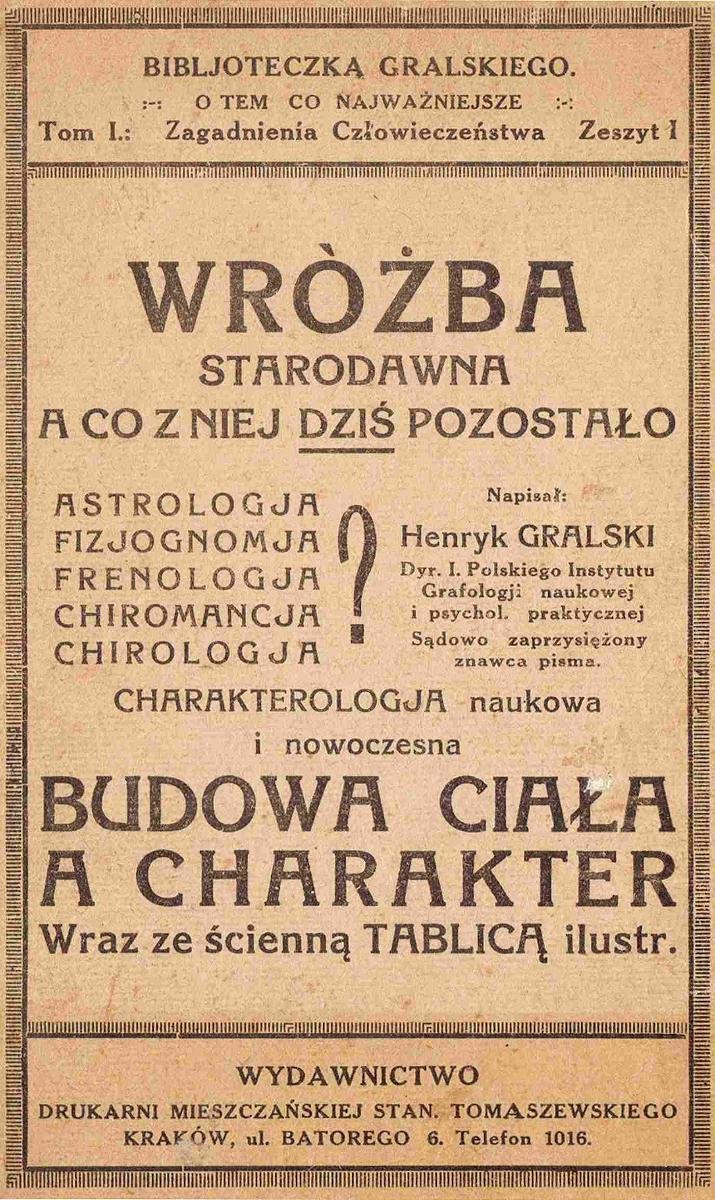 BIBLJOTECZKA GRALSKIEGO.
:-: O TEM CO NAJWAŻNIEJSZE :-:
Tom I.: Zagadnienia Człowieczeństwa Zeszyt 1
WRÒŻBA
STARODAWNA
A CO Z NIEJ DZIŚ POZOSTAŁO
ASTROLOGJA
FIZJOGNOMJA
FRENOLOGJA
CHIROMANCJA
CHIROLOGJA
?
Napisał:
Henryk GRALSKI
Dyr. I. Polskiego Instytutu
Grafologji naukowej
i psychol. praktycznej
Sądowo zaprzysiężony
znawca pisma.
CHARAKTEROLOGJA naukowa
i nowoczesna
BUDOWA CIAŁA
A CHARAKTER
Wraz ze ścienną TABLICĄ ilustr.
WYDAWNICTWO
DRUKARNI MIESZCZAŃSKIEJ STAN. TOMASZEWSKIEGO
KRAKÓW, ul. BATOREGO 6. Telefon 1016.